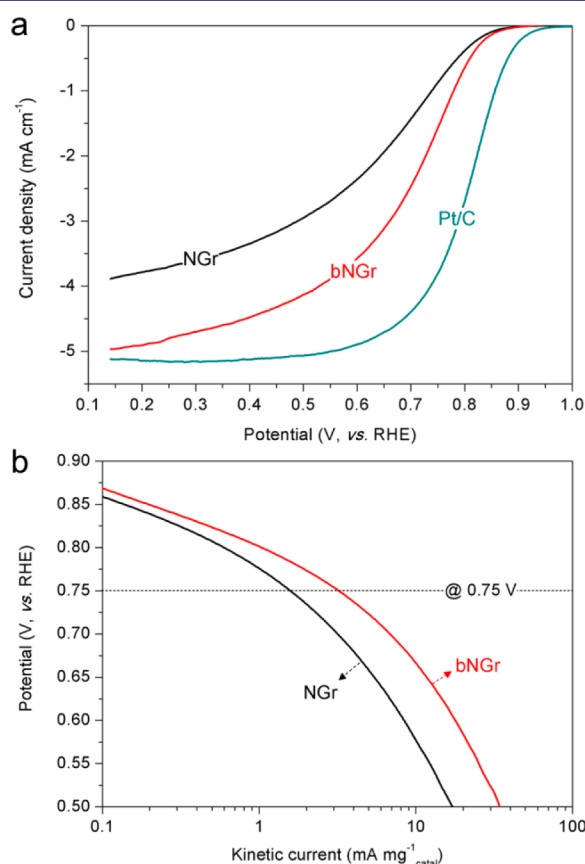 a
0
-1
-2
-3
-4
-5
Current density (mA cm⁻¹)
NGr
bNGr
Pt/C
0.1 0.2 0.3 0.4 0.5 0.6 0.7 0.8 0.9 1.0
Potential (V, vs. RHE)
b
0.90
0.85
0.80
0.75
0.70
0.65
0.60
0.55
0.50
Potential (V, vs. RHE)
@ 0.75 V
bNGr
NGr
0.1 1 10 100
Kinetic current (mA mg⁻¹catal)